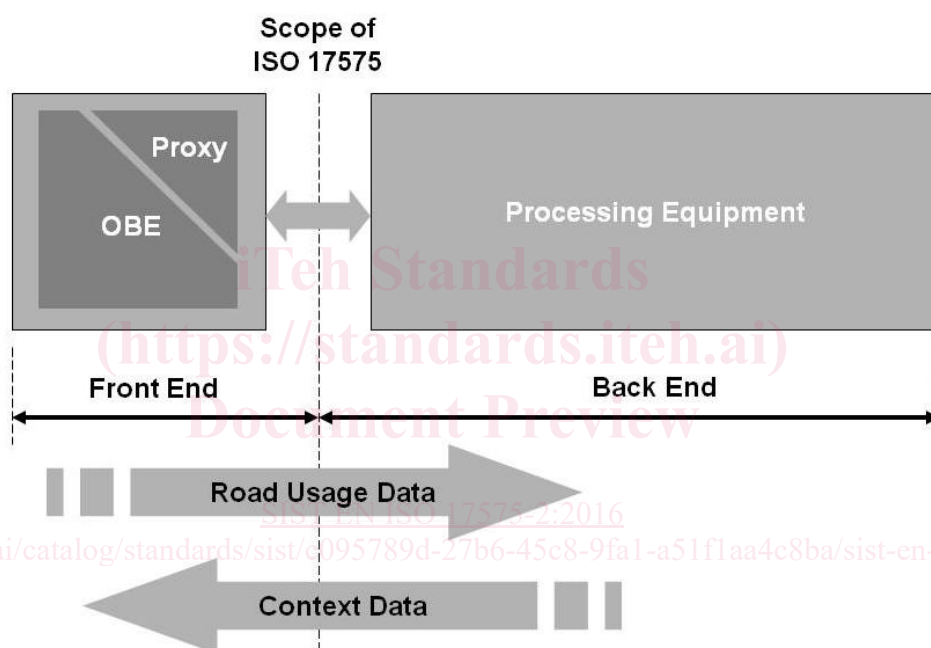 Scope of
ISO 17575
Proxy
OBE
Processing Equipment
iTeh Standards
(https://standards.iteh.ai)
Front End
Back End
Document Preview
Road Usage Data
SIST EN ISO 17575-2:2016
ai/catalog/standards/sist/c095789d-27b6-45c8-9fa1-a51f1aa4c8ba/sist-en-
Context Data